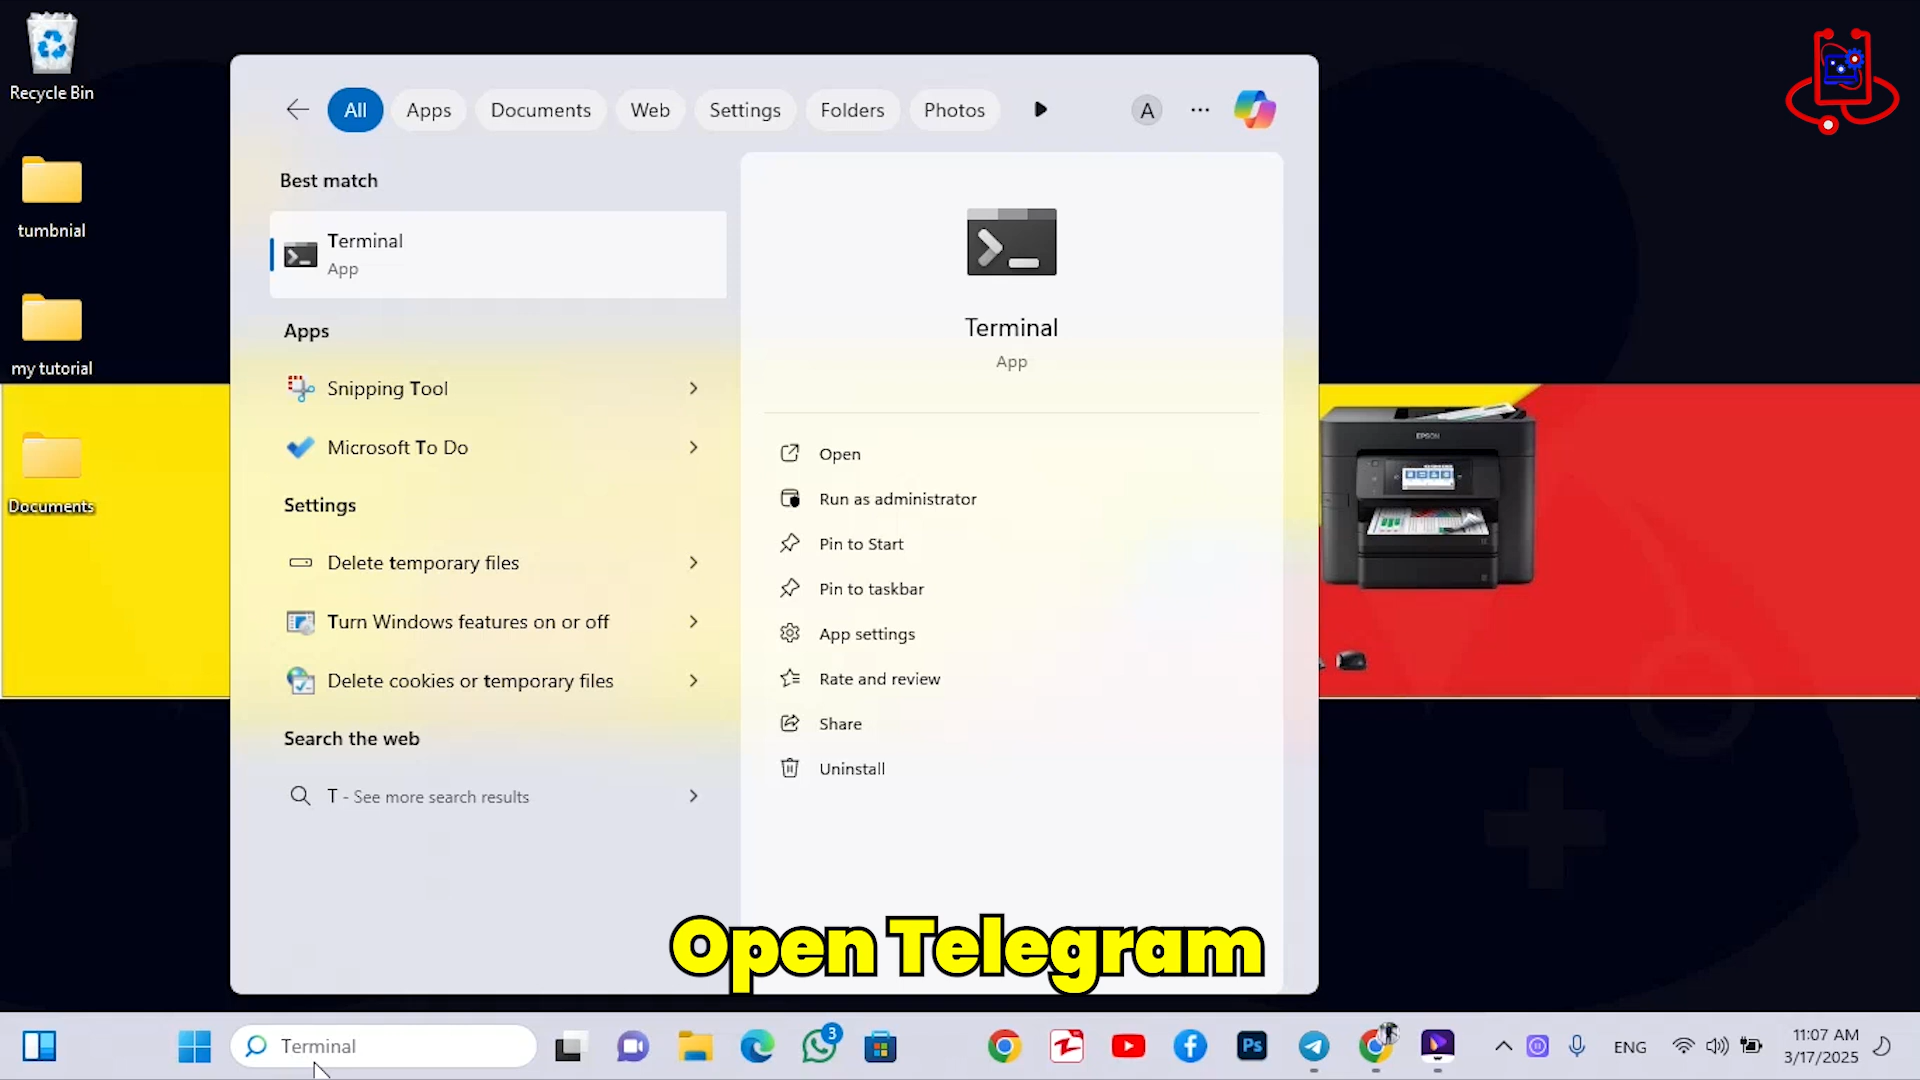 Recycle Bin
tumbnial
my tutorial
Documents
All
Apps
Documents
Web
Settings
Folders
Photos
A
Best match
Terminal
App
Apps
Snipping Tool
Microsoft To Do
Settings
Delete temporary files
Turn Windows features on or off
Delete cookies or temporary files
Search the web
T - See more search results
Terminal
App
Open
Run as administrator
Pin to Start
Pin to taskbar
App settings
Rate and review
Share
Uninstall
EPSON
Open Telegram
Terminal
3
Ps
ENG
11:07 AM
3/17/2025